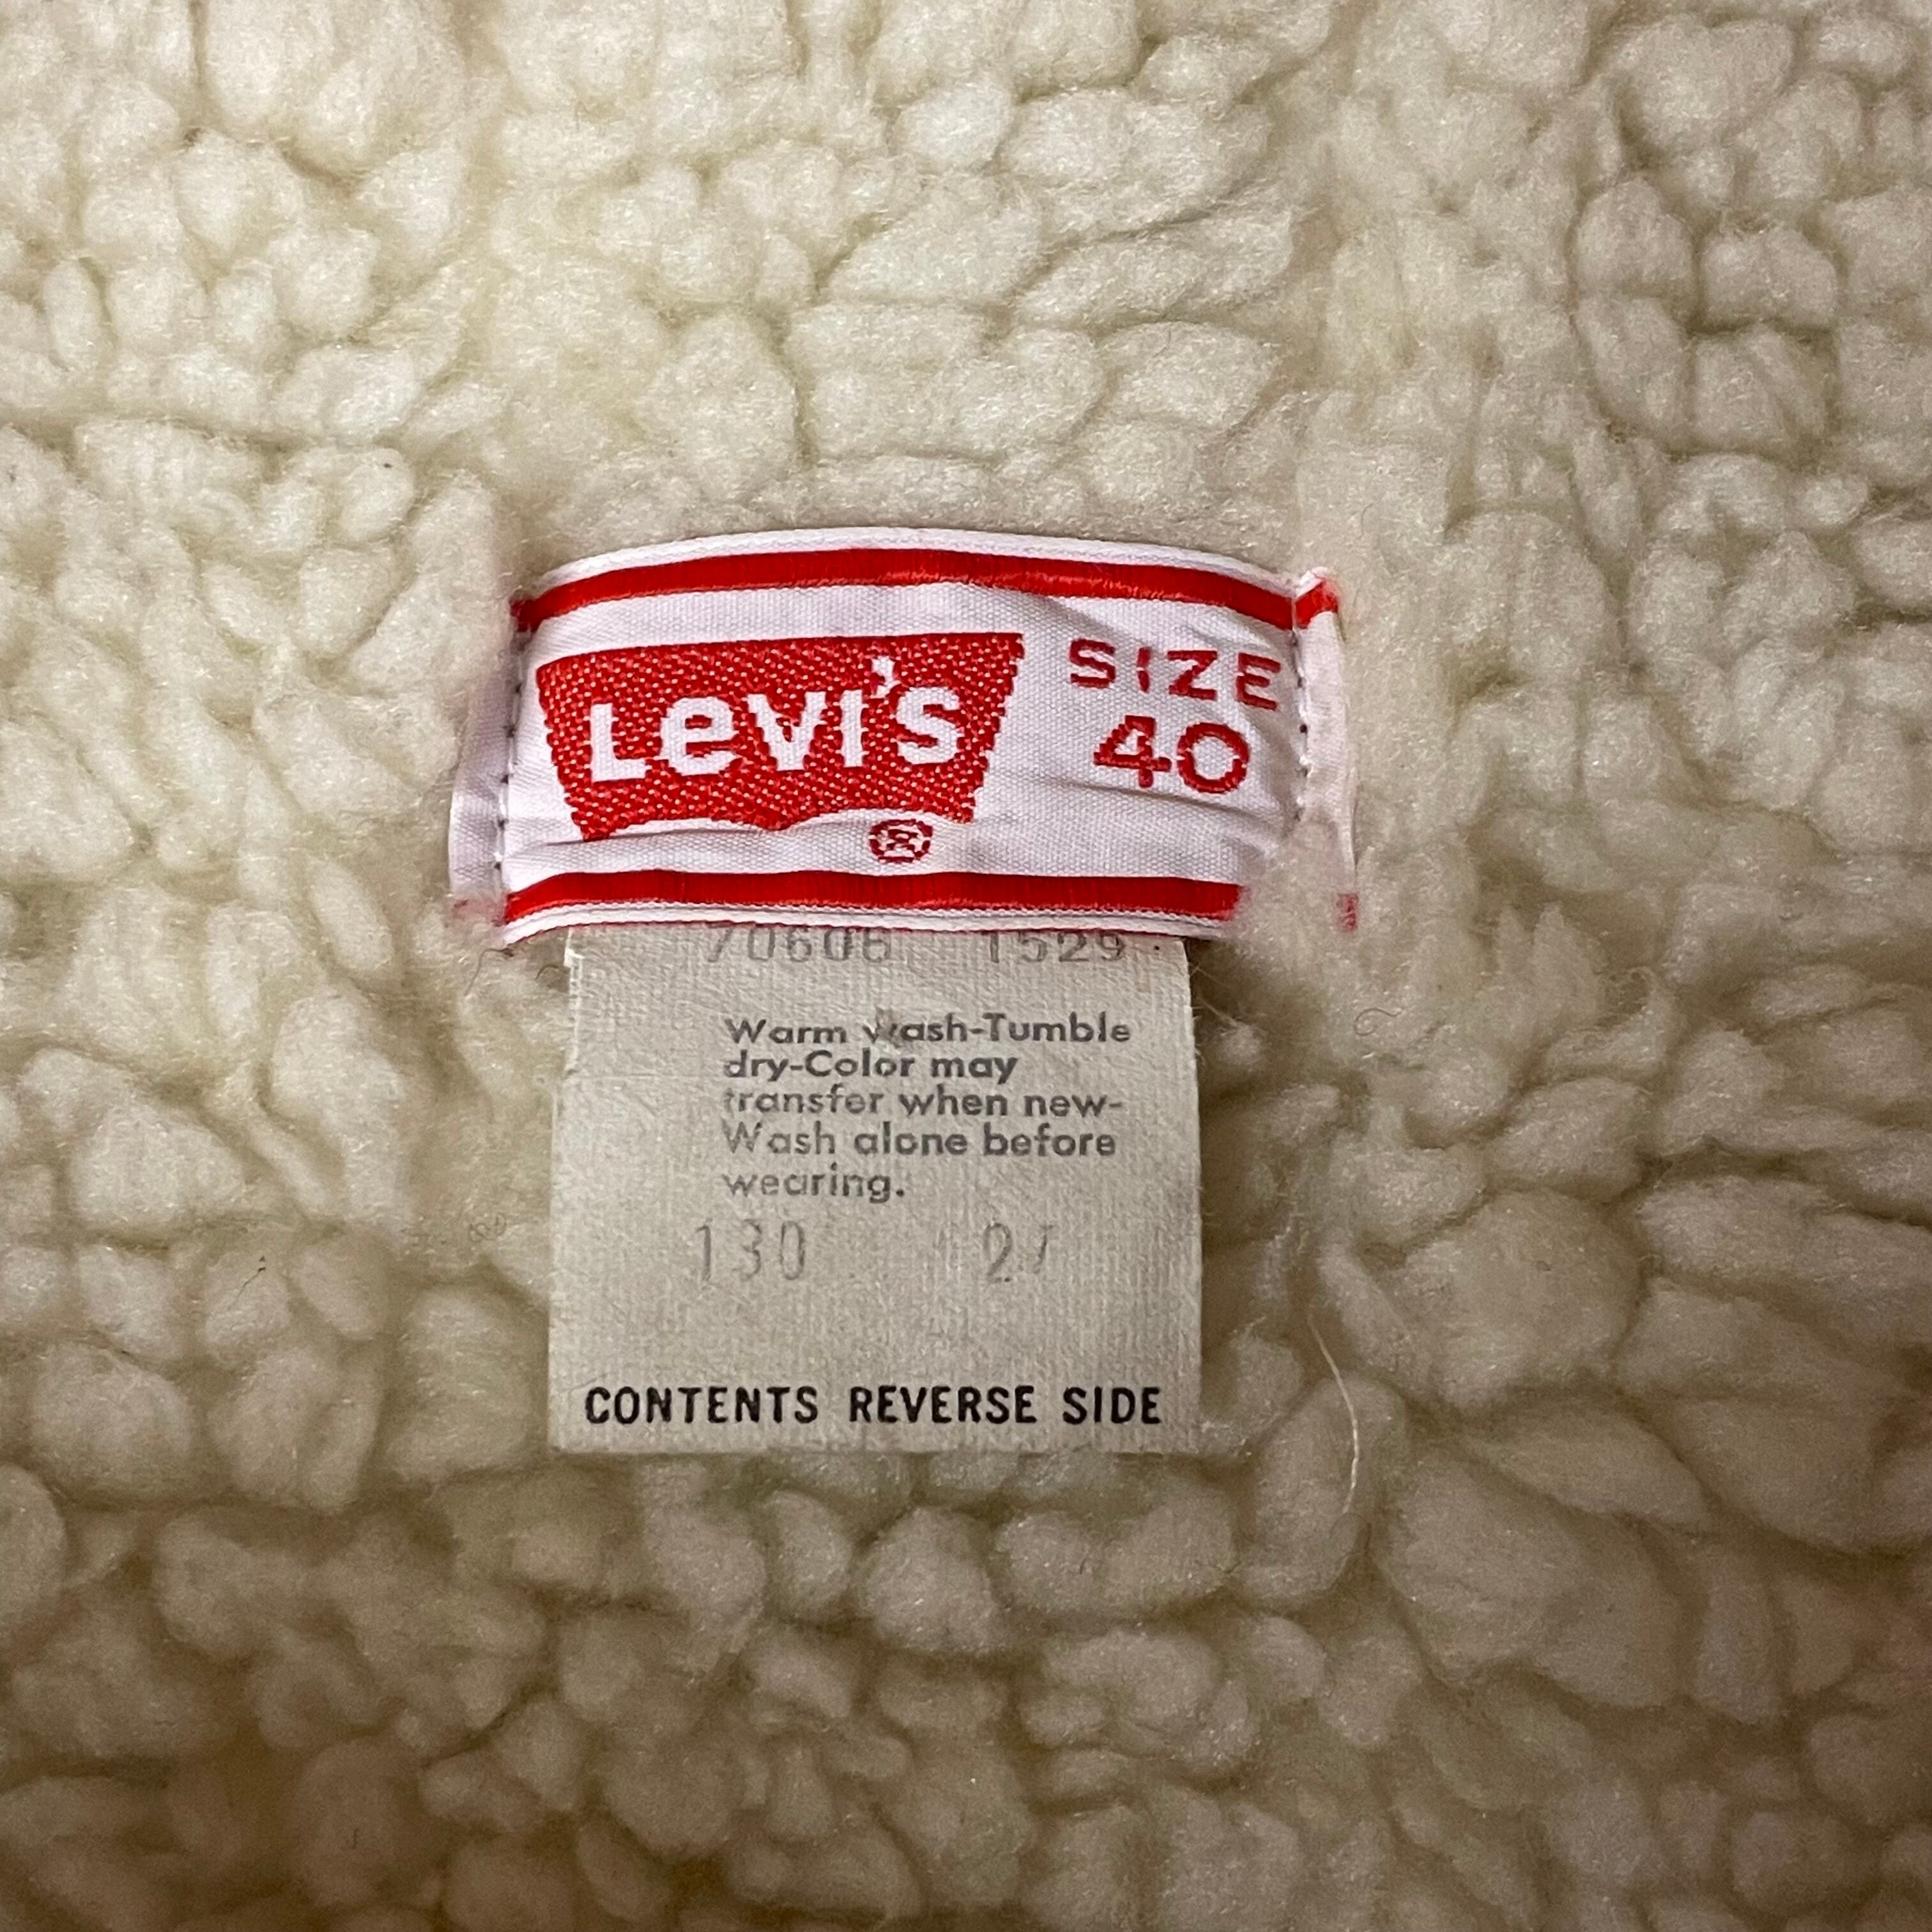 Levi's SIZE
40
®
70606 1529
Warm wash-Tumble
dry-Color may
transfer when new-
Wash alone before
wearing.
130
CONTENTS REVERSE SIDE